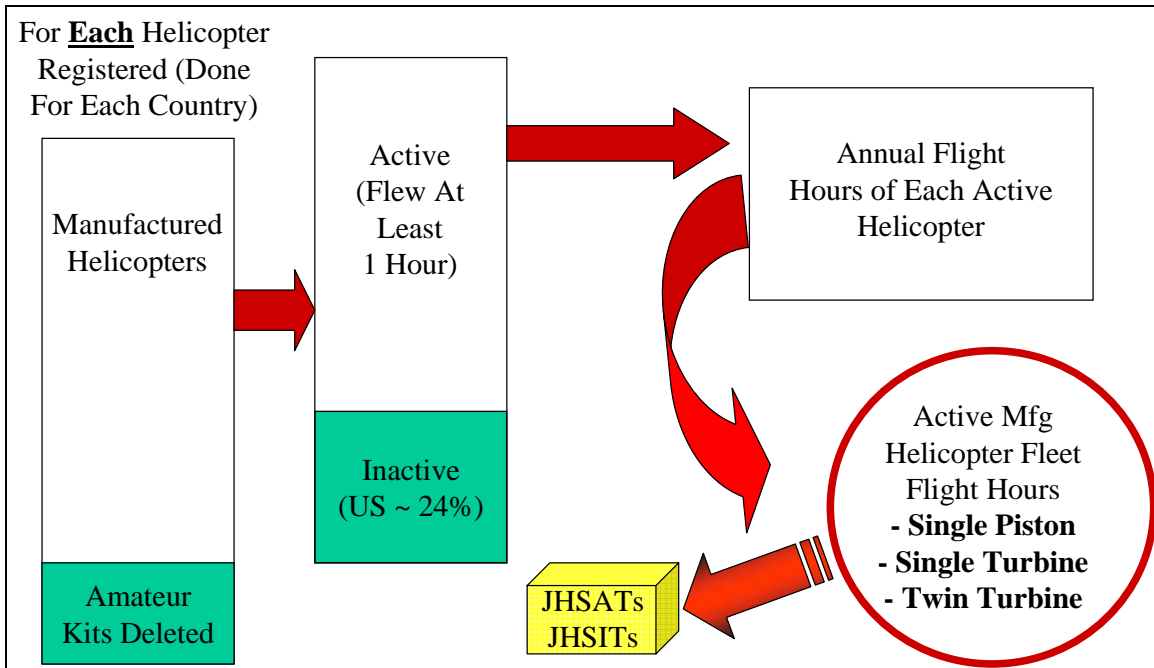 For Each Helicopter
Registered (Done
For Each Country)
Manufactured
Helicopters
Amateur
Kits Deleted
Active
(Flew At
Least
1 Hour)
Inactive
(US ~ 24%)
Annual Flight
Hours of Each Active
Helicopter
Active Mfg
Helicopter Fleet
Flight Hours
- Single Piston
- Single Turbine
- Twin Turbine
JHSATs
JHSITs